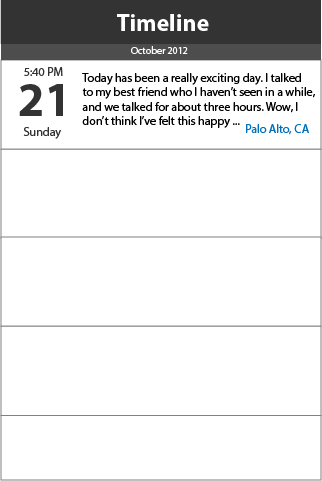 Timeline
October 2012
5:40 PM
21
Sunday
Today has been a really exciting day. I talked
to my best friend who I haven’t seen in a while,
and we talked for about three hours. Wow, I
don’t think I’ve felt this happy ...
Palo Alto, CA